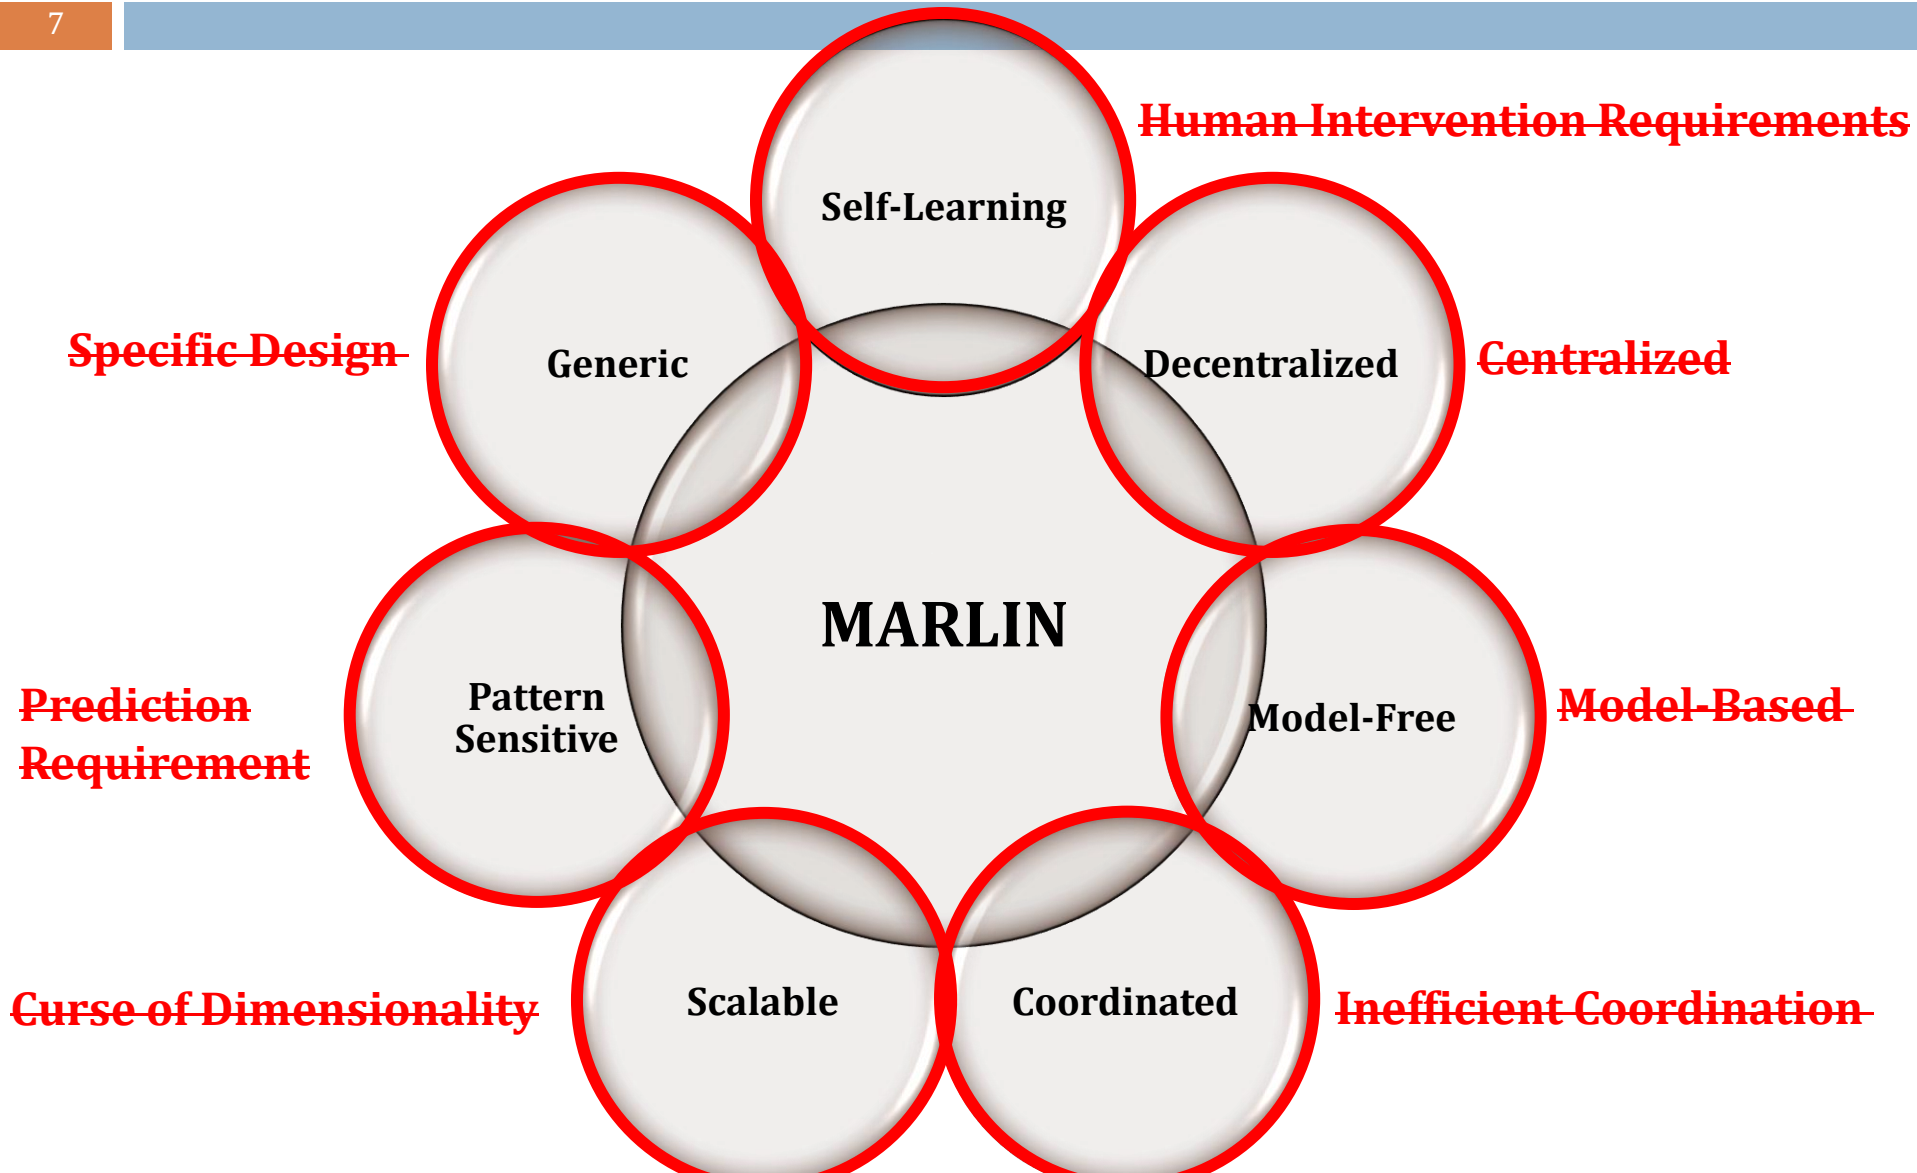 7
Human Intervention Requirements
Self-Learning
Specific Design
Generic
Decentralized
Centralized
MARLIN
Prediction
Requirement
Pattern
Sensitive
Model-Free
Model-Based
Curse of Dimensionality
Scalable
Coordinated
Inefficient Coordination